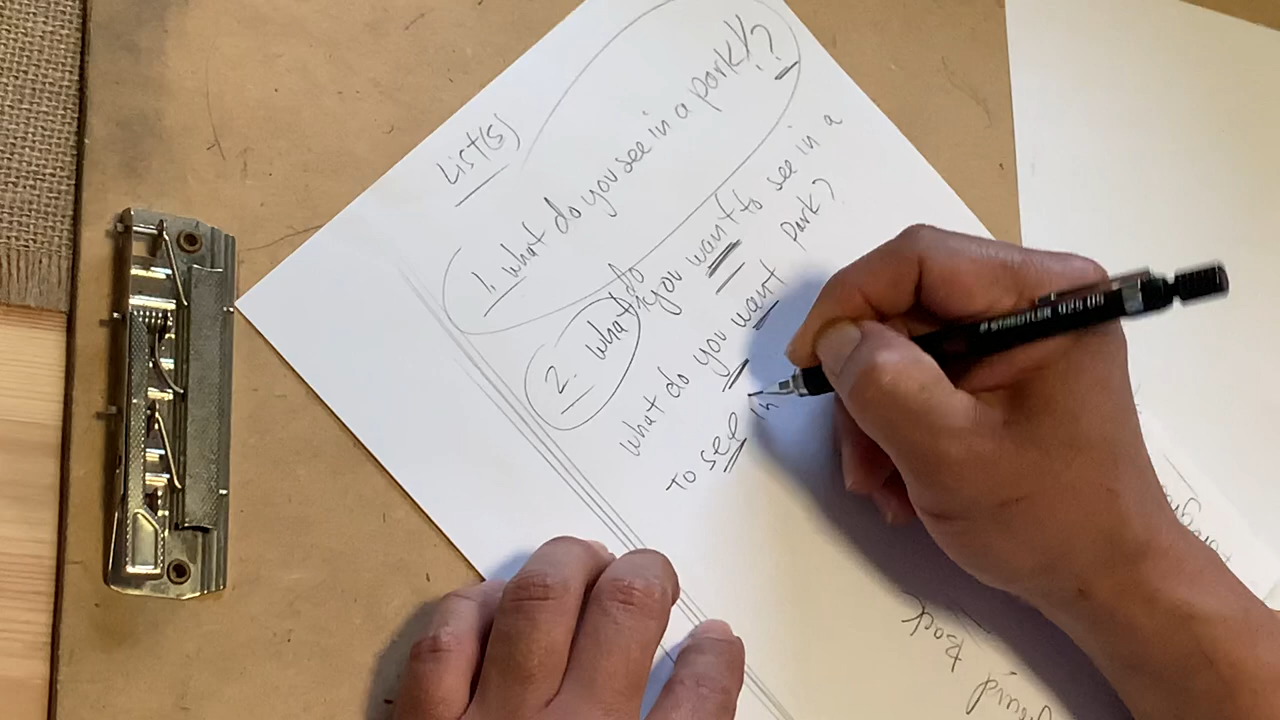 List(s)
1. what do you see in a park?
2. what do you want to see in a
park?
what do you want
to see in
STAEDTLER
Back